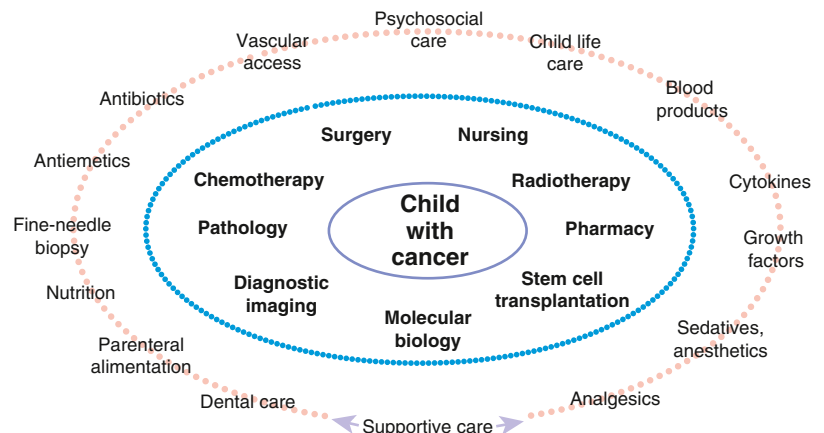 Psychosocial
care
Vascular
access
Child life
care
Antibiotics
Blood
products
Surgery
Nursing
Antiemetics
Chemotherapy
Radiotherapy
Cytokines
Child
with
cancer
Fine-needle
biopsy
Pathology
Pharmacy
Growth
factors
Nutrition
Diagnostic
imaging
Stem cell
transplantation
Molecular
biology
Parenteral
alimentation
Sedatives,
anesthetics
Dental care
Analgesics
Supportive care